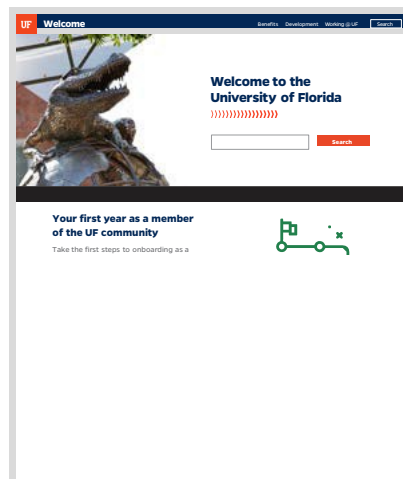 UF Welcome Benefits Development Working @ UF Search
Welcome to the
University of Florida
Search
Your first year as a member
of the UF community
Take the first steps to onboarding as a